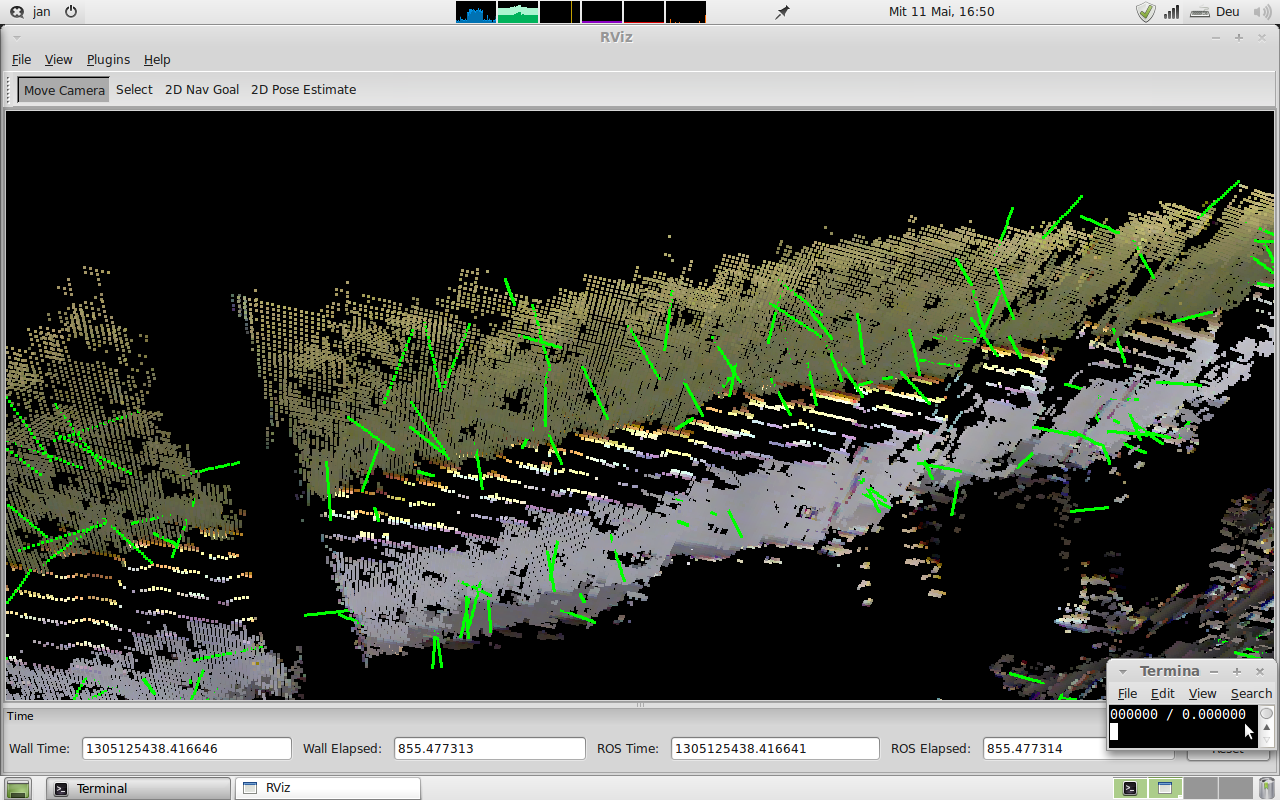 jan
Mit 11 Mai, 16:50
Deu
RViz
File View Plugins Help
Move Camera Select 2D Nav Goal 2D Pose Estimate
Termina
File Edit View Search
000000 / 0.000000
Time
Wall Time: 1305125438.416646 Wall Elapsed: 855.477313 ROS Time: 1305125438.416641 ROS Elapsed: 855.477314
Terminal
RViz